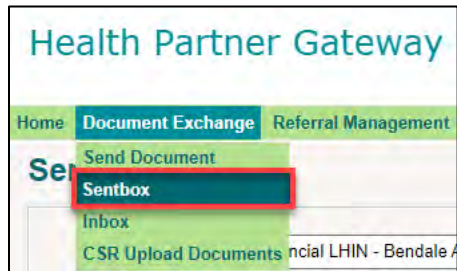 Health Partner Gateway
Home Document Exchange Referral Management
Send Document
Sentbox
Inbox
CSR Upload Documents
ncial LHIN - Bendale